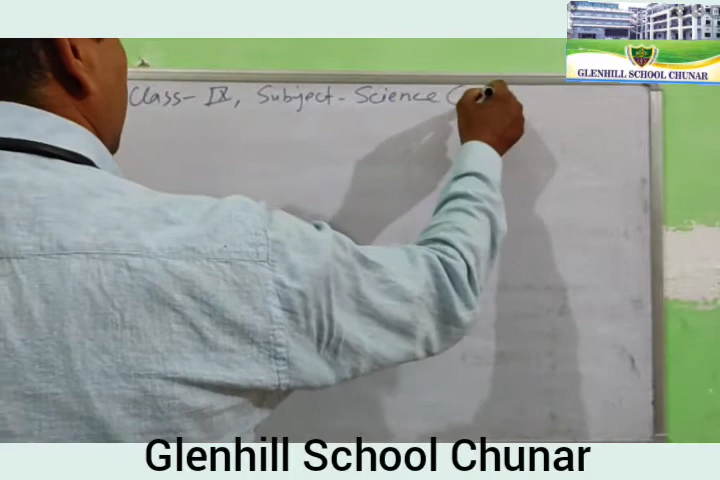 GLENHILL SCHOOL CHUNAR
Class- IX, Subject- Science (
Glenhill School Chunar